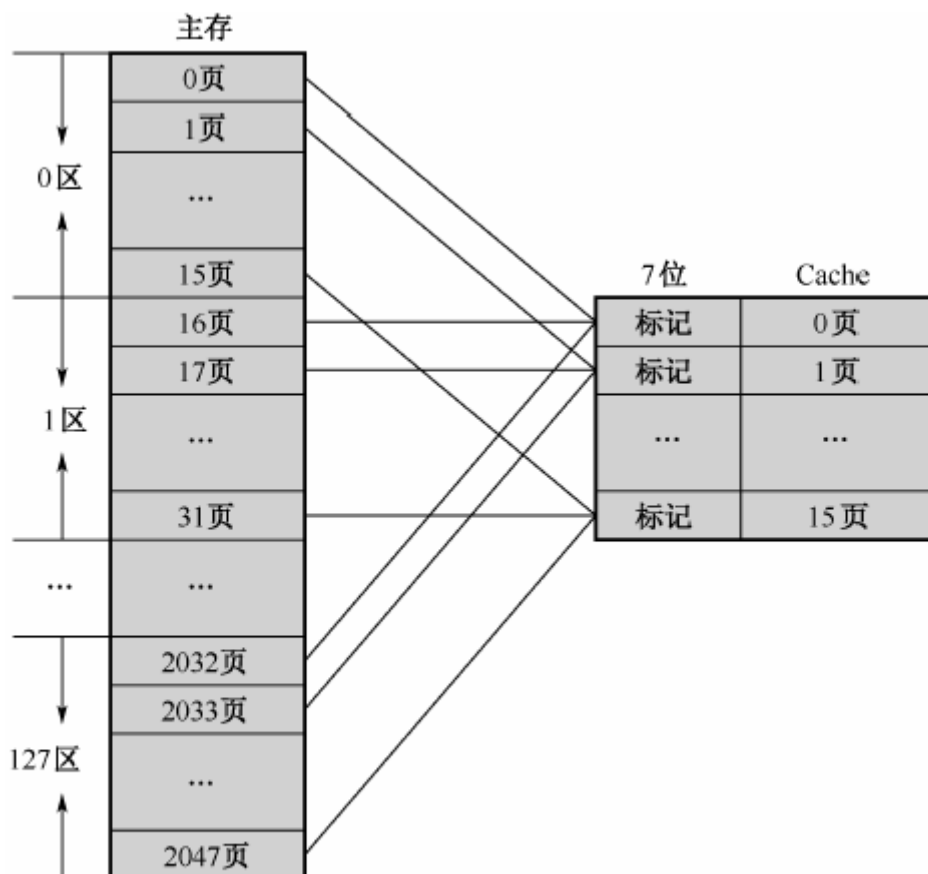 主存
0页
1页
...
0区
15页
7位 Cache
16页
标记 0页
17页
标记 1页
1区
...
... ...
31页
标记 15页
...
...
2032页
2033页
127区
...
2047页